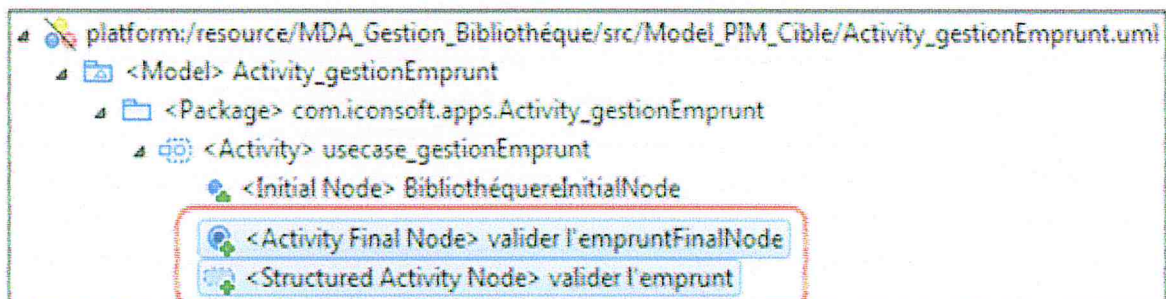 platform:/resource/MDA_Gestion_Bibliothéque/src/Model_PIM_Cible/Activity_gestionEmprunt.uml
<Model> Activity_gestionEmprunt
<Package> com.iconsoft.apps.Activity_gestionEmprunt
<Activity> usecase_gestionEmprunt
<Initial Node> BibliothéquereInitialNode
<Activity Final Node> valider l'empruntFinalNode
<Structured Activity Node> valider l'emprunt